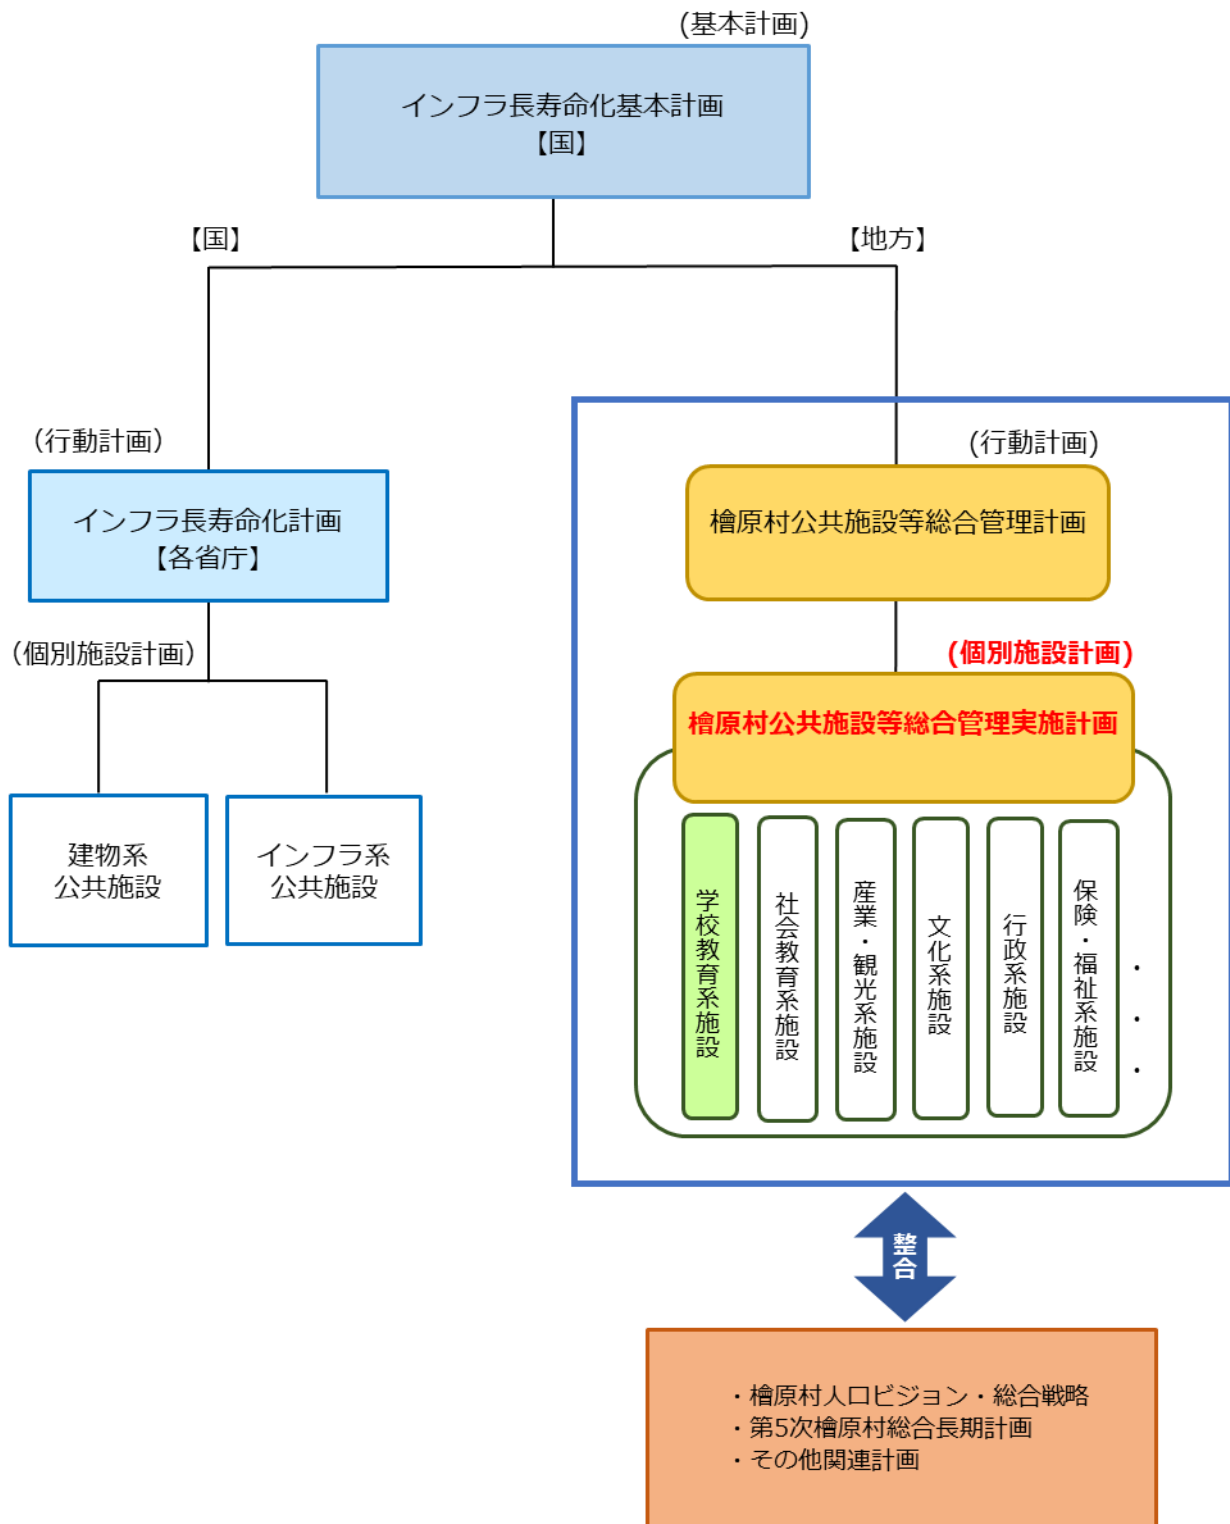 (基本計画)
インフラ長寿命化基本計画
【国】
【国】
【地方】
（行動計画）
インフラ長寿命化計画
【各省庁】
（個別施設計画）
建物系
公共施設
インフラ系
公共施設
(行動計画)
檜原村公共施設等総合管理計画
(個別施設計画)
檜原村公共施設等総合管理実施計画
学校教育系施設
社会教育系施設
産業・観光系施設
文化系施設
行政系施設
保険・福祉系施設
・・・
整合
・檜原村人口ビジョン・総合戦略
・第5次檜原村総合長期計画
・その他関連計画